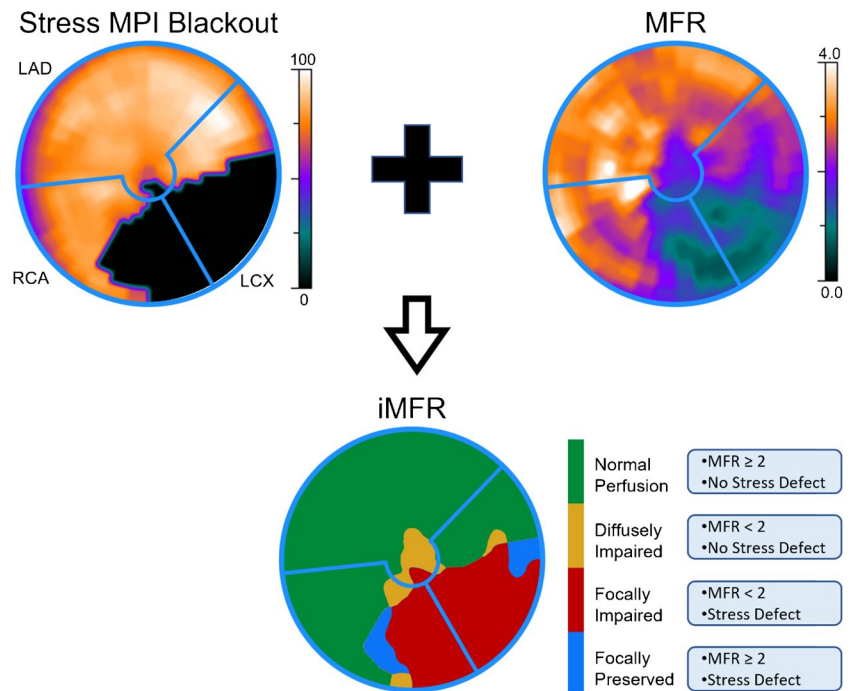 Stress MPI Blackout
MFR
LAD
100
4.0
RCA
LCX
0
0.0
iMFR
Normal
Perfusion
•MFR ≥ 2
•No Stress Defect
Diffusely
Impaired
•MFR < 2
•No Stress Defect
Focally
Impaired
•MFR < 2
•Stress Defect
Focally
Preserved
•MFR ≥ 2
•Stress Defect